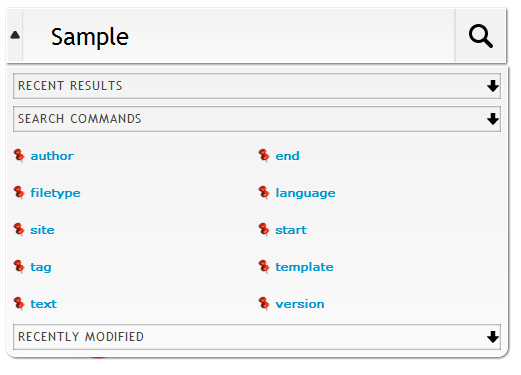 Sample
RECENT RESULTS
SEARCH COMMANDS
author end
filetype language
site start
tag template
text version
RECENTLY MODIFIED